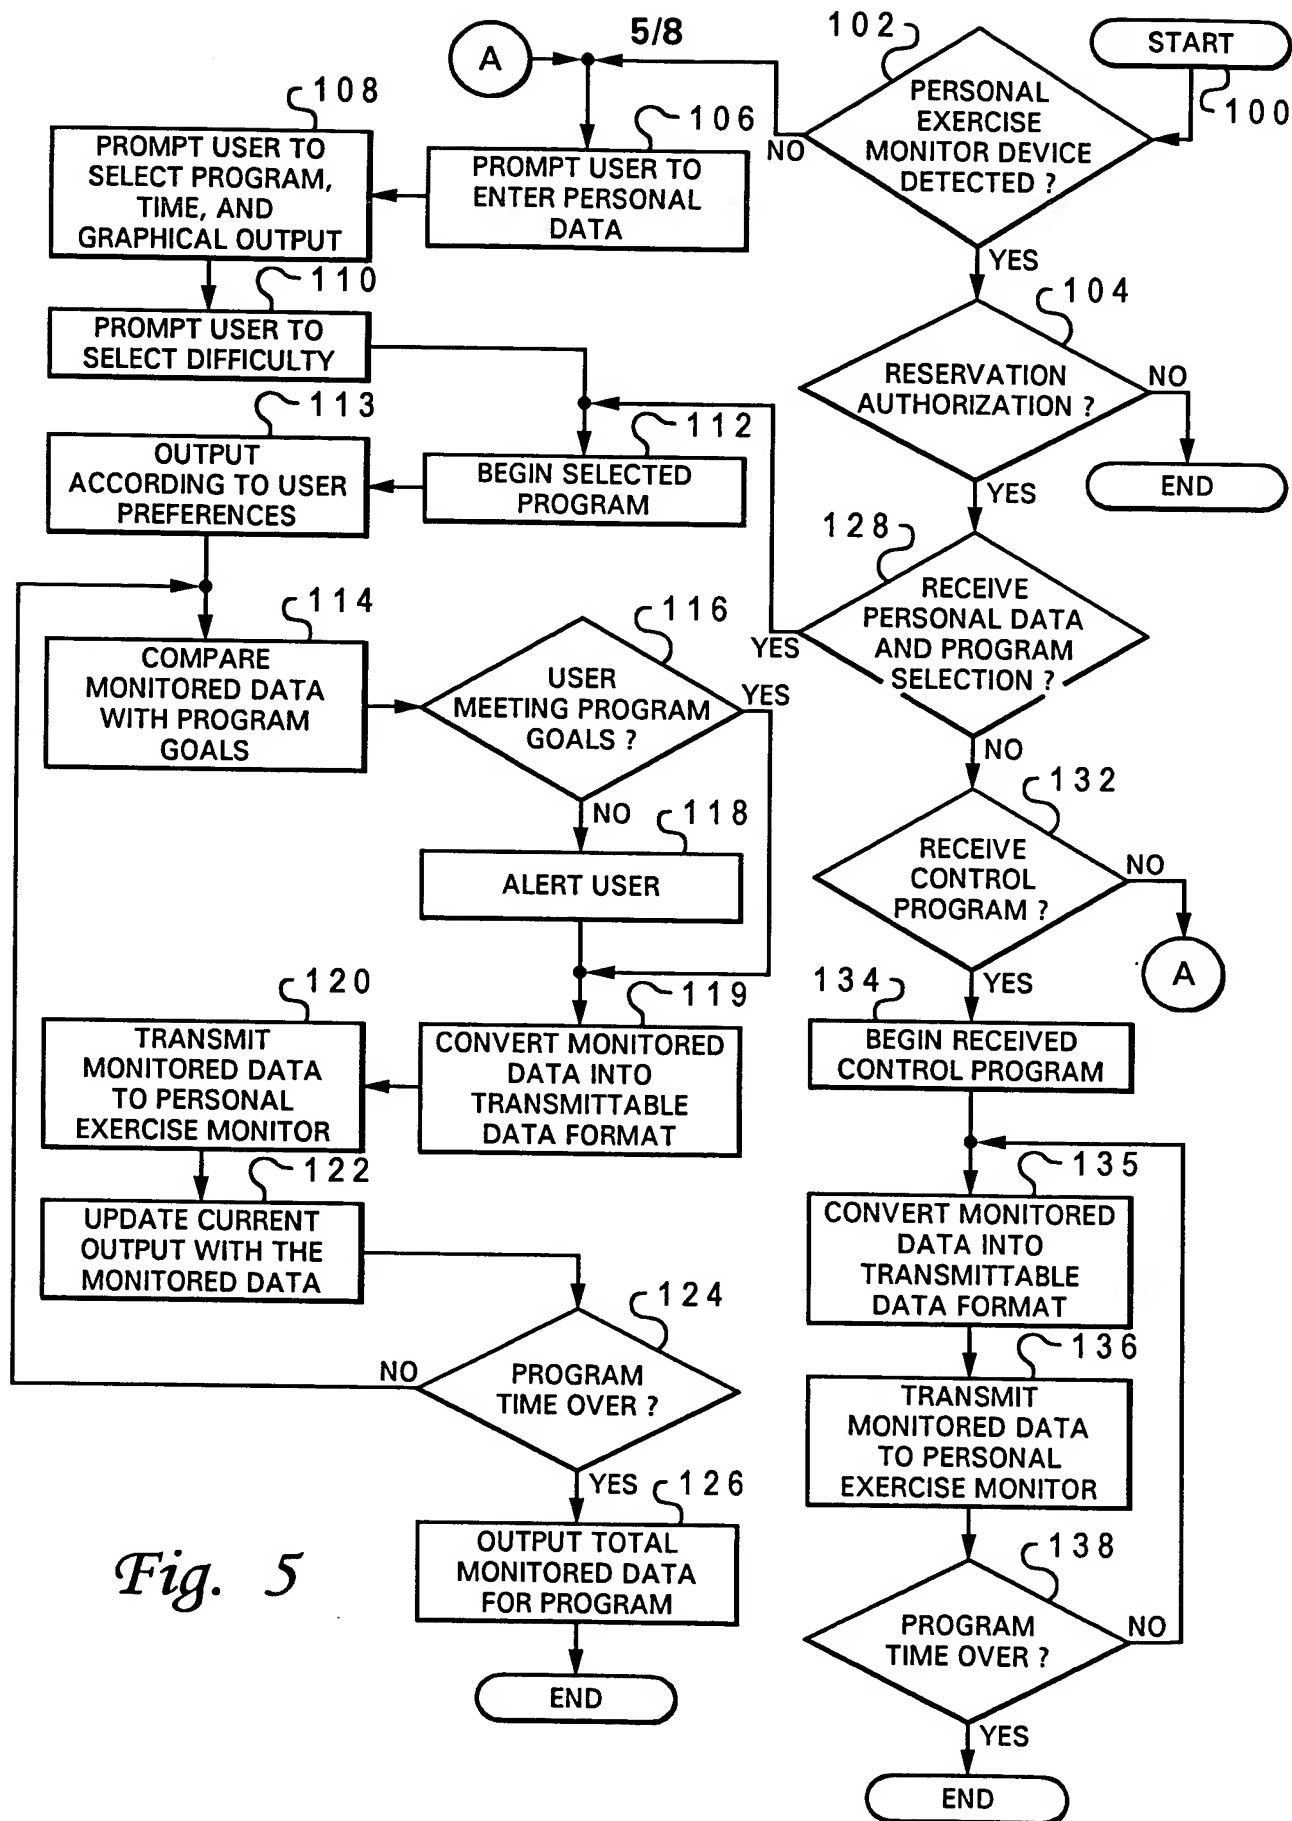 5/8
A
START
100
102
PERSONAL
EXERCISE
MONITOR DEVICE
DETECTED ?
NO
YES
106
PROMPT USER TO
ENTER PERSONAL
DATA
108
PROMPT USER TO
SELECT PROGRAM,
TIME, AND
GRAPHICAL OUTPUT
110
PROMPT USER TO
SELECT DIFFICULTY
104
RESERVATION
AUTHORIZATION ?
NO
END
YES
113
OUTPUT
ACCORDING TO USER
PREFERENCES
112
BEGIN SELECTED
PROGRAM
128
RECEIVE
PERSONAL DATA
AND PROGRAM
SELECTION ?
YES
NO
114
COMPARE
MONITORED DATA
WITH PROGRAM
GOALS
116
USER
MEETING PROGRAM
GOALS ?
YES
NO
118
ALERT USER
132
RECEIVE
CONTROL
PROGRAM ?
NO
A
YES
134
BEGIN RECEIVED
CONTROL PROGRAM
120
TRANSMIT
MONITORED DATA
TO PERSONAL
EXERCISE MONITOR
119
CONVERT MONITORED
DATA INTO
TRANSMITTABLE
DATA FORMAT
122
UPDATE CURRENT
OUTPUT WITH THE
MONITORED DATA
135
CONVERT MONITORED
DATA INTO
TRANSMITTABLE
DATA FORMAT
124
PROGRAM
TIME OVER ?
NO
YES
136
TRANSMIT
MONITORED DATA
TO PERSONAL
EXERCISE MONITOR
126
OUTPUT TOTAL
MONITORED DATA
FOR PROGRAM
END
138
PROGRAM
TIME OVER ?
NO
YES
END
Fig. 5